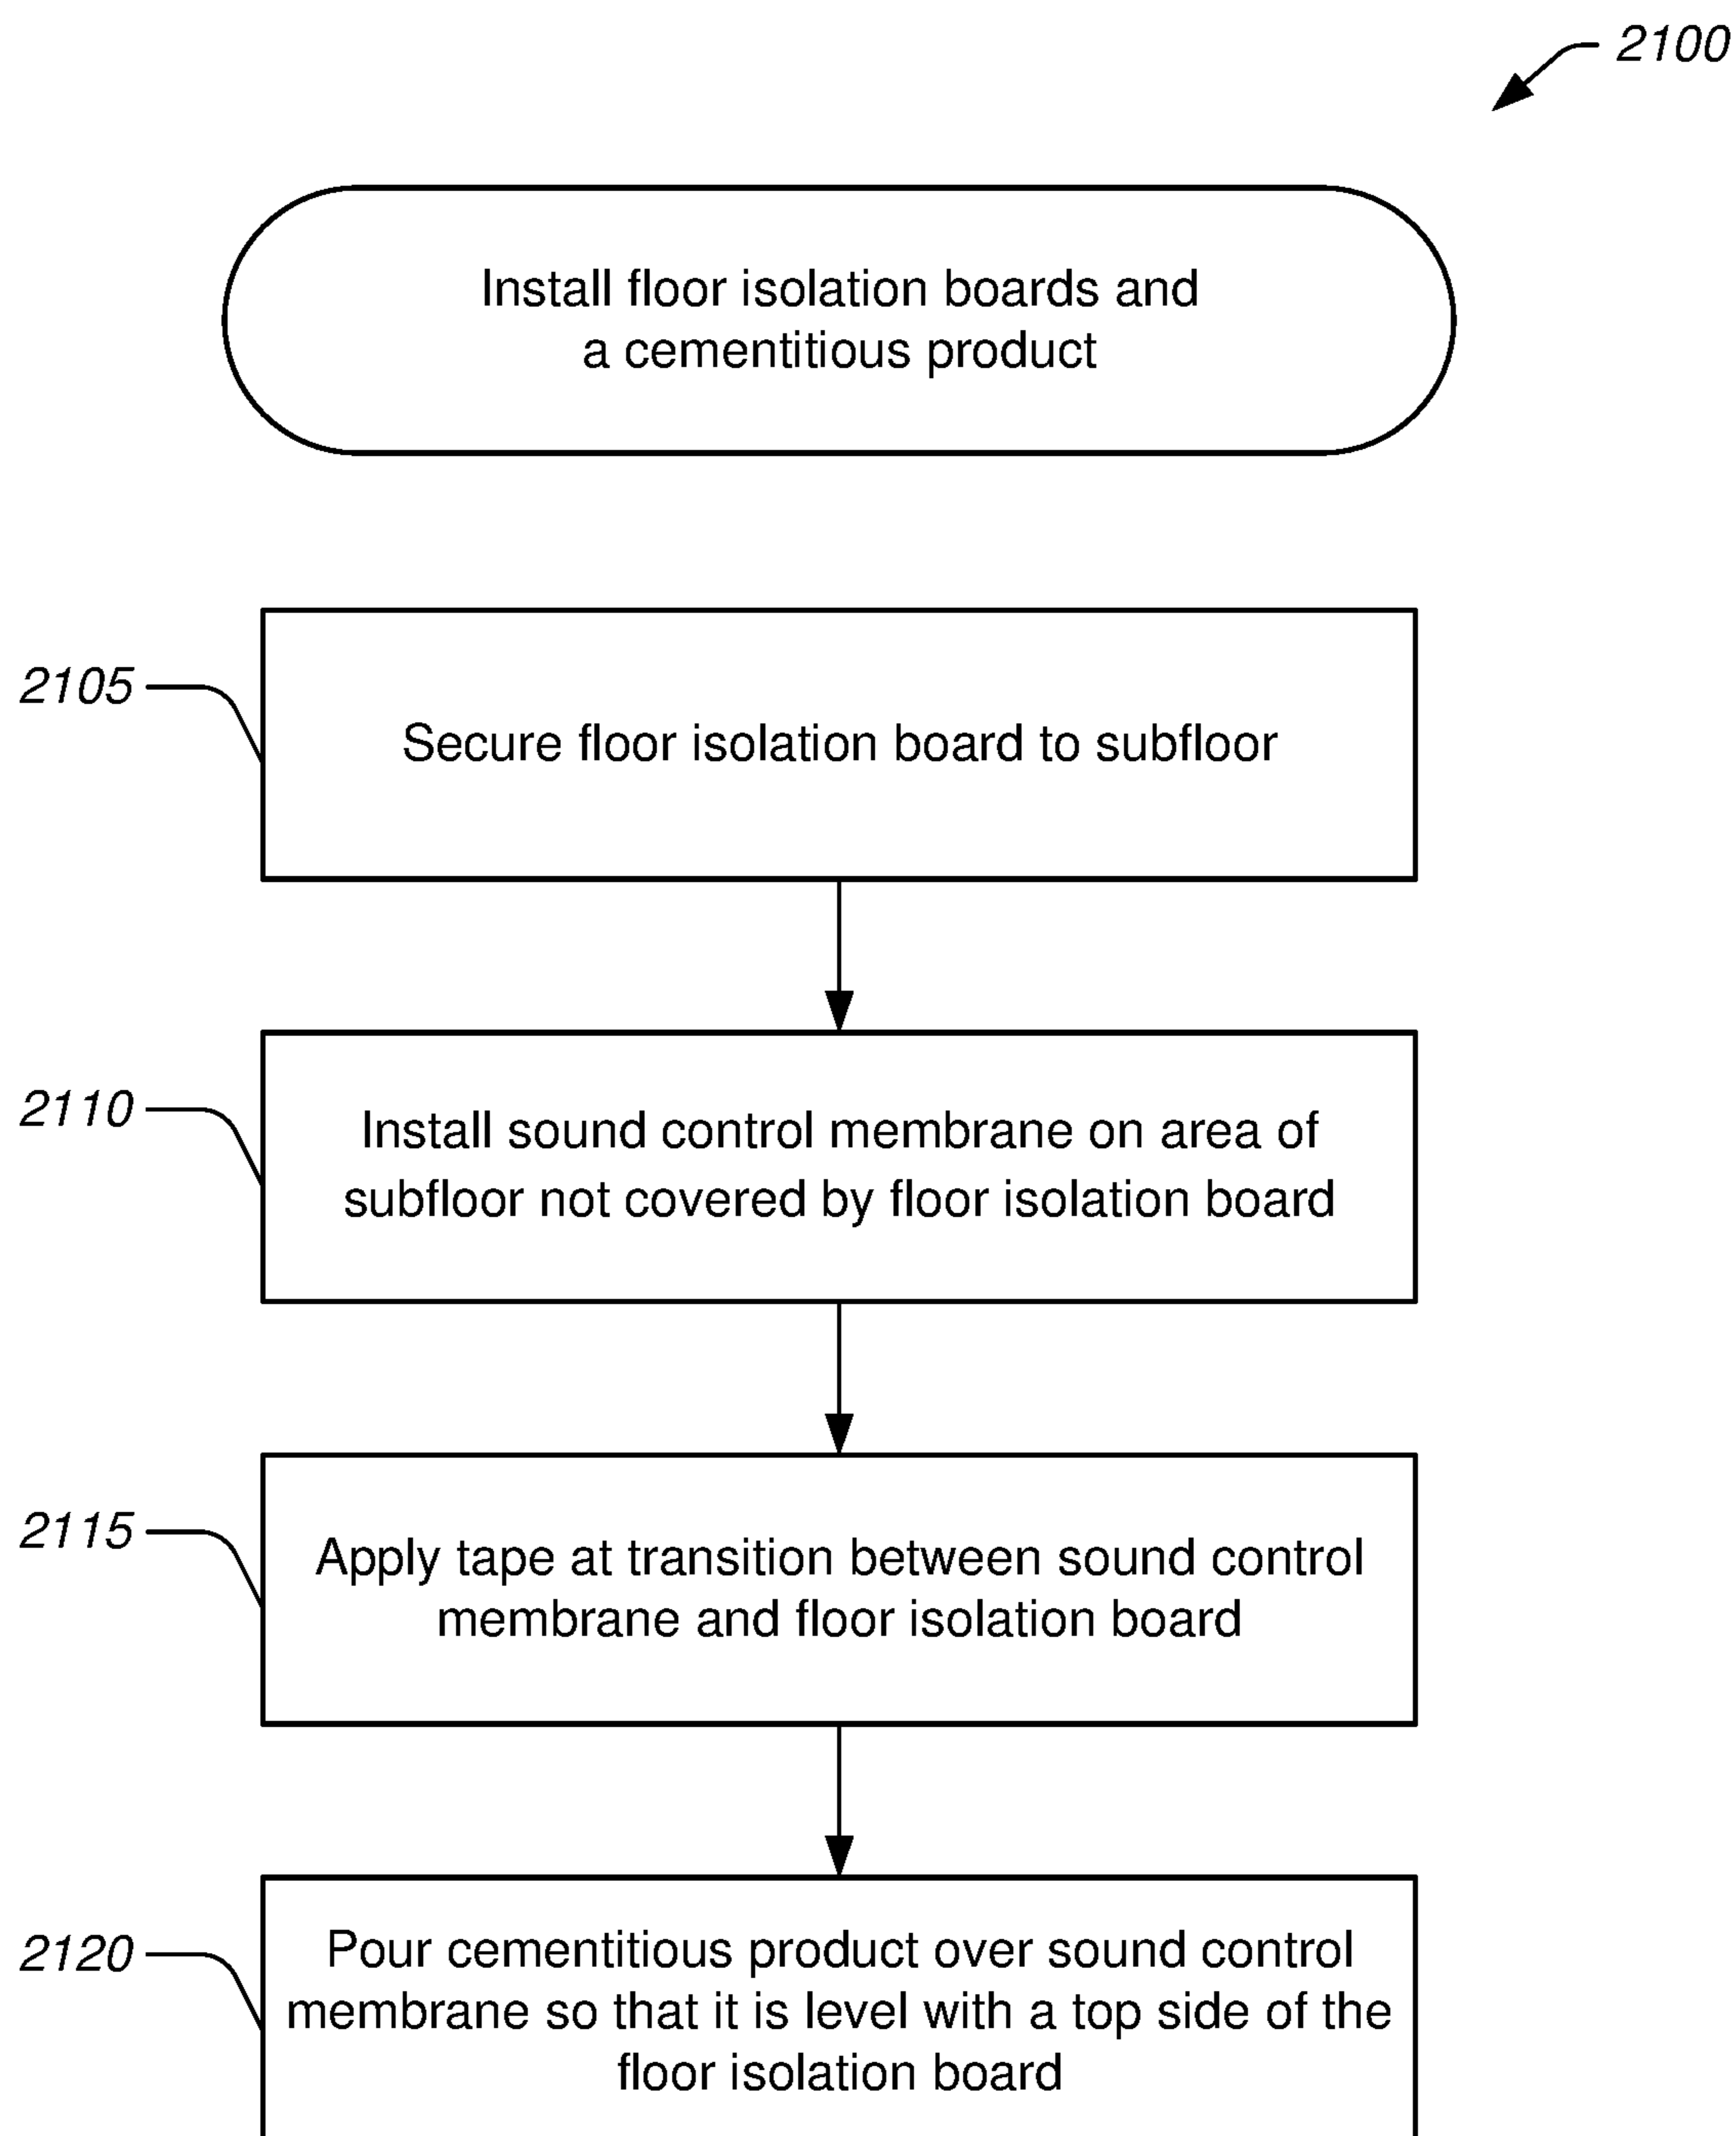 2100
Install floor isolation boards and
a cementitious product
2105
Secure floor isolation board to subfloor
2110
Install sound control membrane on area of
subfloor not covered by floor isolation board
2115
Apply tape at transition between sound control
membrane and floor isolation board
2120
Pour cementitious product over sound control
membrane so that it is level with a top side of the
floor isolation board